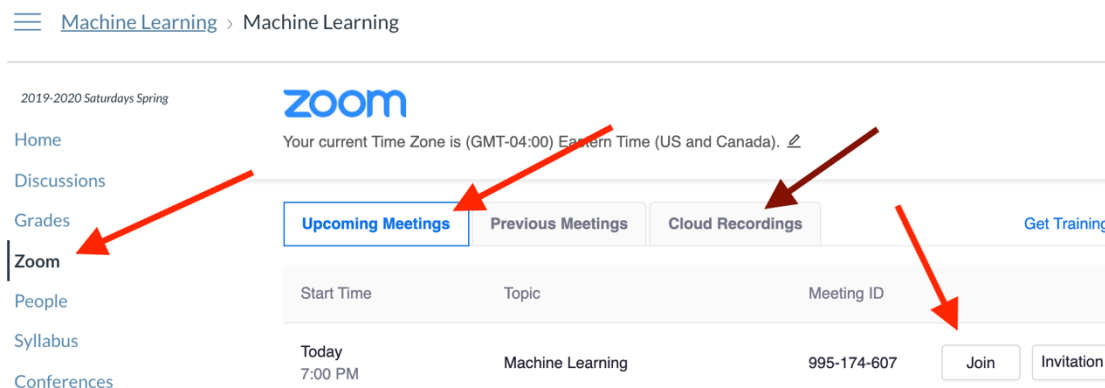 Machine Learning › Machine Learning
2019-2020 Saturdays Spring
Home
Discussions
Grades
Zoom
People
Syllabus
Conferences
zoom
Your current Time Zone is (GMT-04:00) Eastern Time (US and Canada).
Upcoming Meetings Previous Meetings Cloud Recordings Get Training
Start Time Topic Meeting ID
Today
7:00 PM Machine Learning 995-174-607 Join Invitation